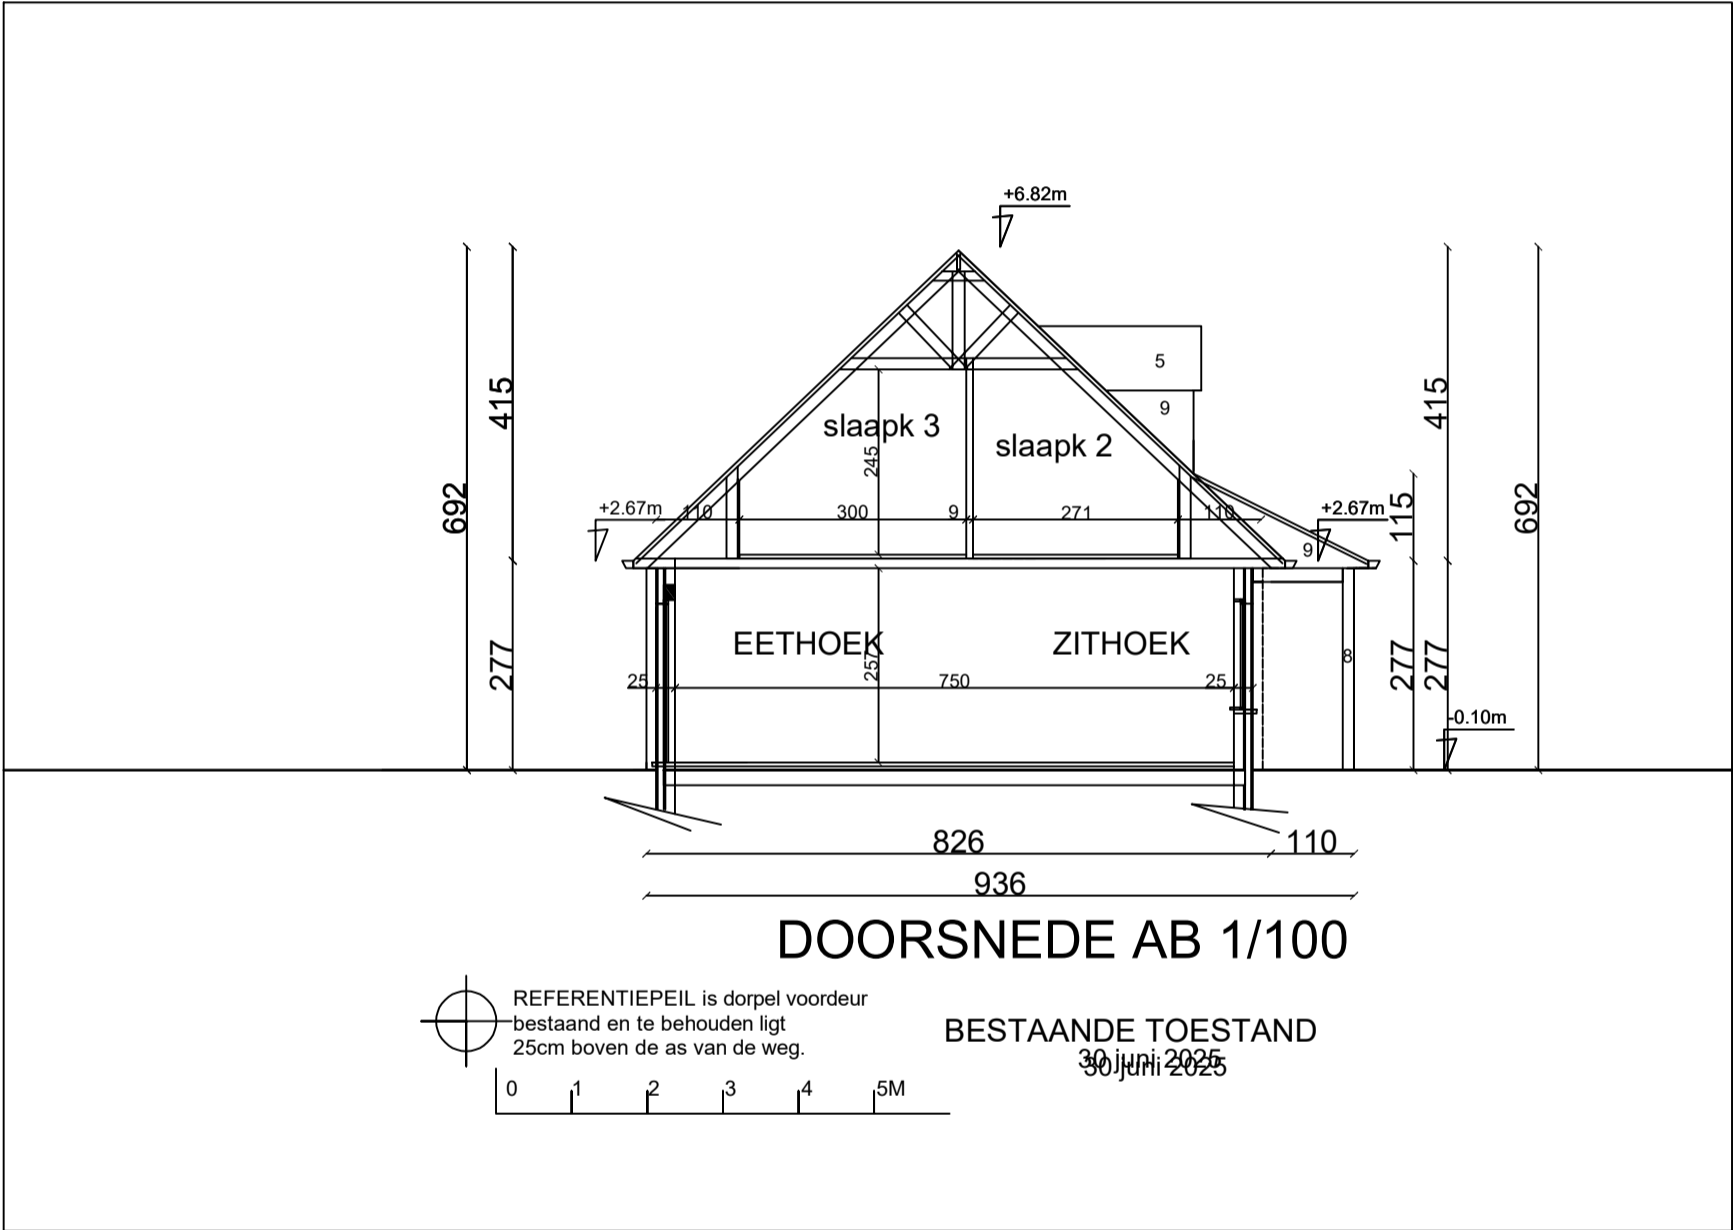 +6.82m
5
415
415
9
slaapk 3
slaapk 2
245
692
+2.67m
110
300
9
271
110
+2.67m
115
692
9
EETHOEK
ZITHOEK
257
277
8
277
277
25
750
25
-0.10m
826
110
936
DOORSNEDE AB 1/100
REFERENTIEPEIL is dorpel voordeur
bestaand en te behouden ligt
25cm boven de as van de weg.
BESTAANDE TOESTAND
30 juni 2025
30 juni 2025
0 1 2 3 4 5M